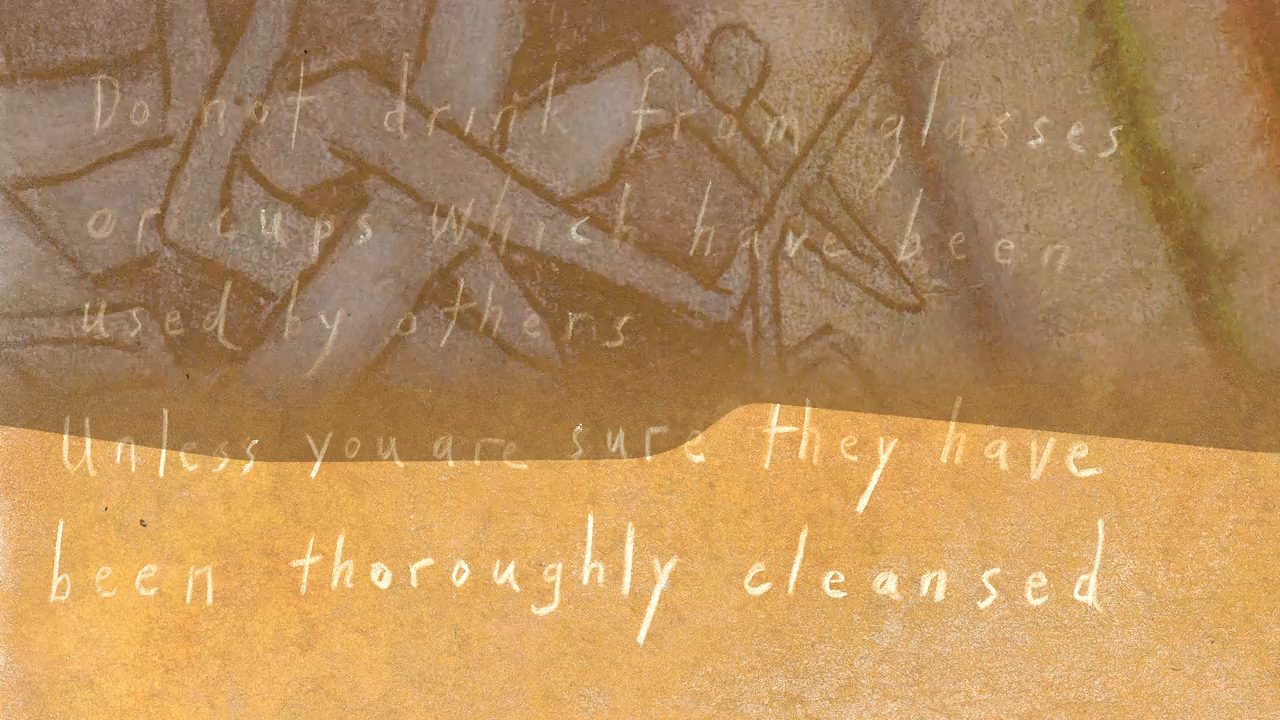 Do not drink from glasses
or cups which have been
used by others
Unless you are sure they have
been thoroughly cleansed